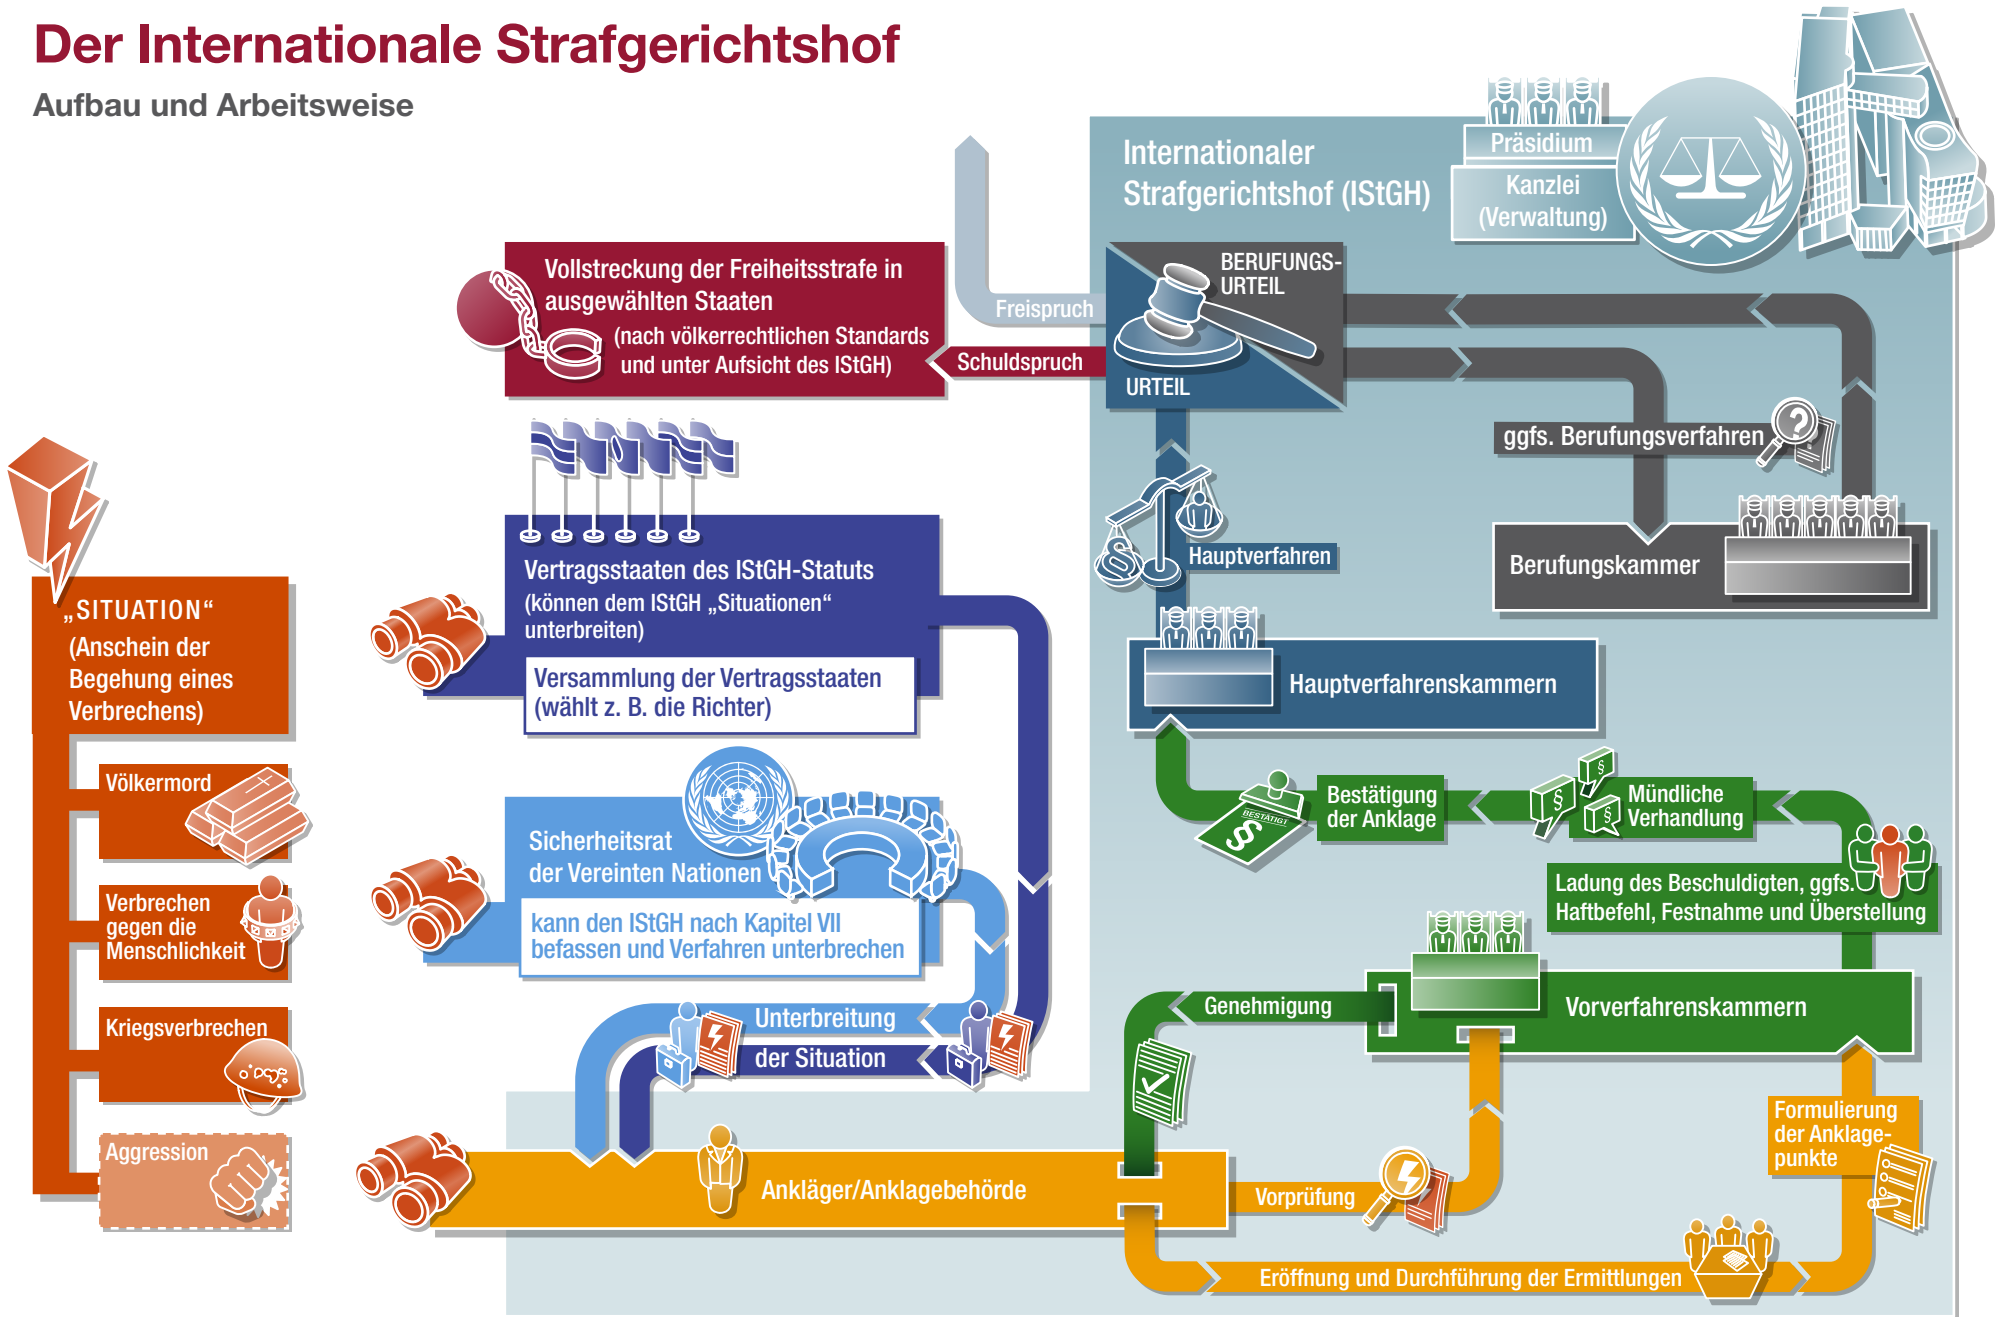 Der Internationale Strafgerichtshof
Aufbau und Arbeitsweise
Internationaler
Strafgerichtshof (IStGH)
Präsidium
Kanzlei
(Verwaltung)
Vollstreckung der Freiheitsstrafe in
ausgewählten Staaten
(nach völkerrechtlichen Standards
und unter Aufsicht des IStGH)
Freispruch
Schuldspruch
BERUFUNGS-
URTEIL
URTEIL
ggfs. Berufungsverfahren
?
Berufungskammer
§
Hauptverfahren
Hauptverfahrenskammern
„SITUATION“
(Anschein der
Begehung eines
Verbrechens)
Völkermord
Verbrechen
gegen die
Menschlichkeit
Kriegsverbrechen
Aggression
Vertragsstaaten des IStGH-Statuts
(können dem IStGH „Situationen“
unterbreiten)
Versammlung der Vertragsstaaten
(wählt z. B. die Richter)
Sicherheitsrat
der Vereinten Nationen
kann den IStGH nach Kapitel VII
befassen und Verfahren unterbrechen
Unterbreitung
der Situation
BESTÄTIGT
§
Bestätigung
der Anklage
§
§
§
Mündliche
Verhandlung
Ladung des Beschuldigten, ggfs.
Haftbefehl, Festnahme und Überstellung
Genehmigung
Vorverfahrenskammern
Formulierung
der Anklage-
punkte
Ankläger/Anklagebehörde
Vorprüfung
Eröffnung und Durchführung der Ermittlungen